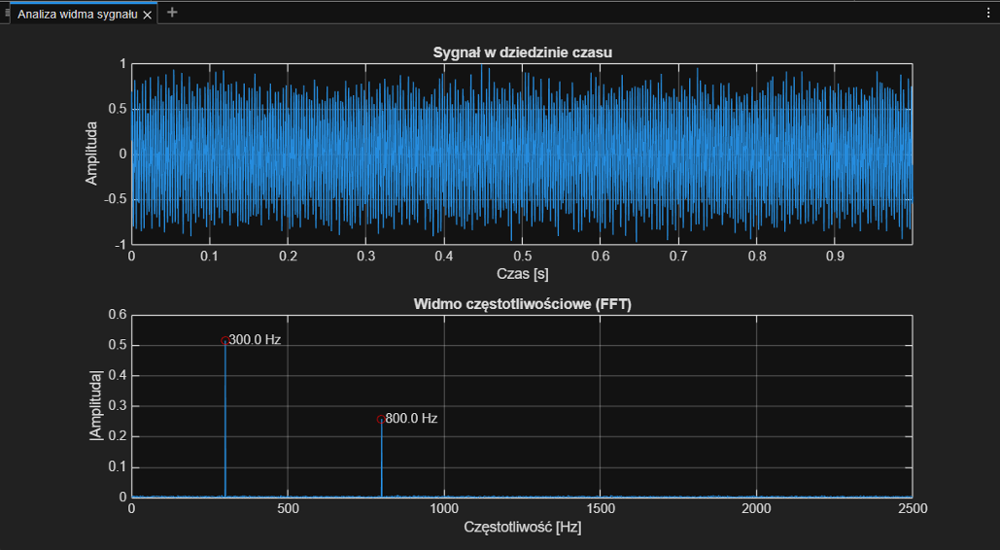 Analiza widma sygnału
Sygnał w dziedzinie czasu
1
0.5
0
-0.5
-1
Amplituda
0 0.1 0.2 0.3 0.4 0.5 0.6 0.7 0.8 0.9
Czas [s]
Widmo częstotliwościowe (FFT)
0.6
0.5
0.4
0.3
0.2
0.1
0
|Amplituda|
300.0 Hz
800.0 Hz
0 500 1000 1500 2000 2500
Częstotliwość [Hz]